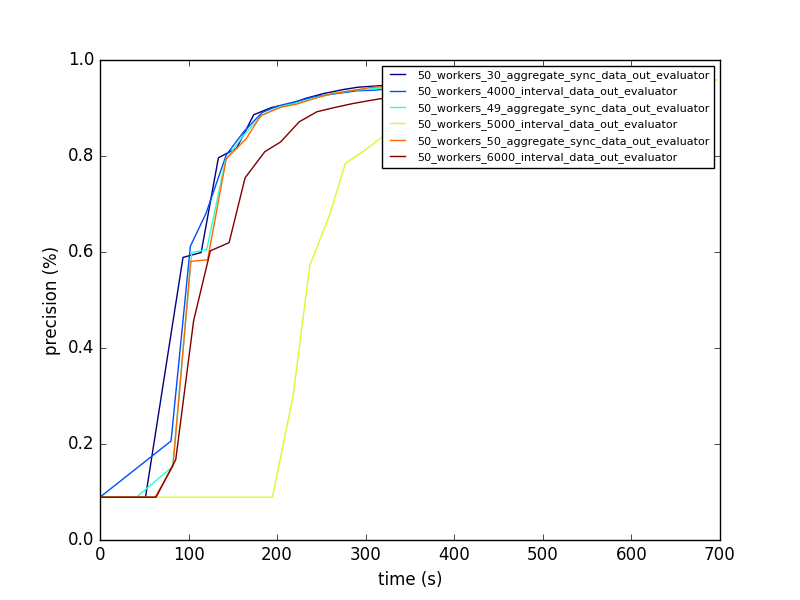 1.0
0.8
0.6
0.4
0.2
0.0
precision (%)
50_workers_30_aggregate_sync_data_out_evaluator
50_workers_4000_interval_data_out_evaluator
50_workers_49_aggregate_sync_data_out_evaluator
50_workers_5000_interval_data_out_evaluator
50_workers_50_aggregate_sync_data_out_evaluator
50_workers_6000_interval_data_out_evaluator
0 100 200 300 400 500 600 700
time (s)